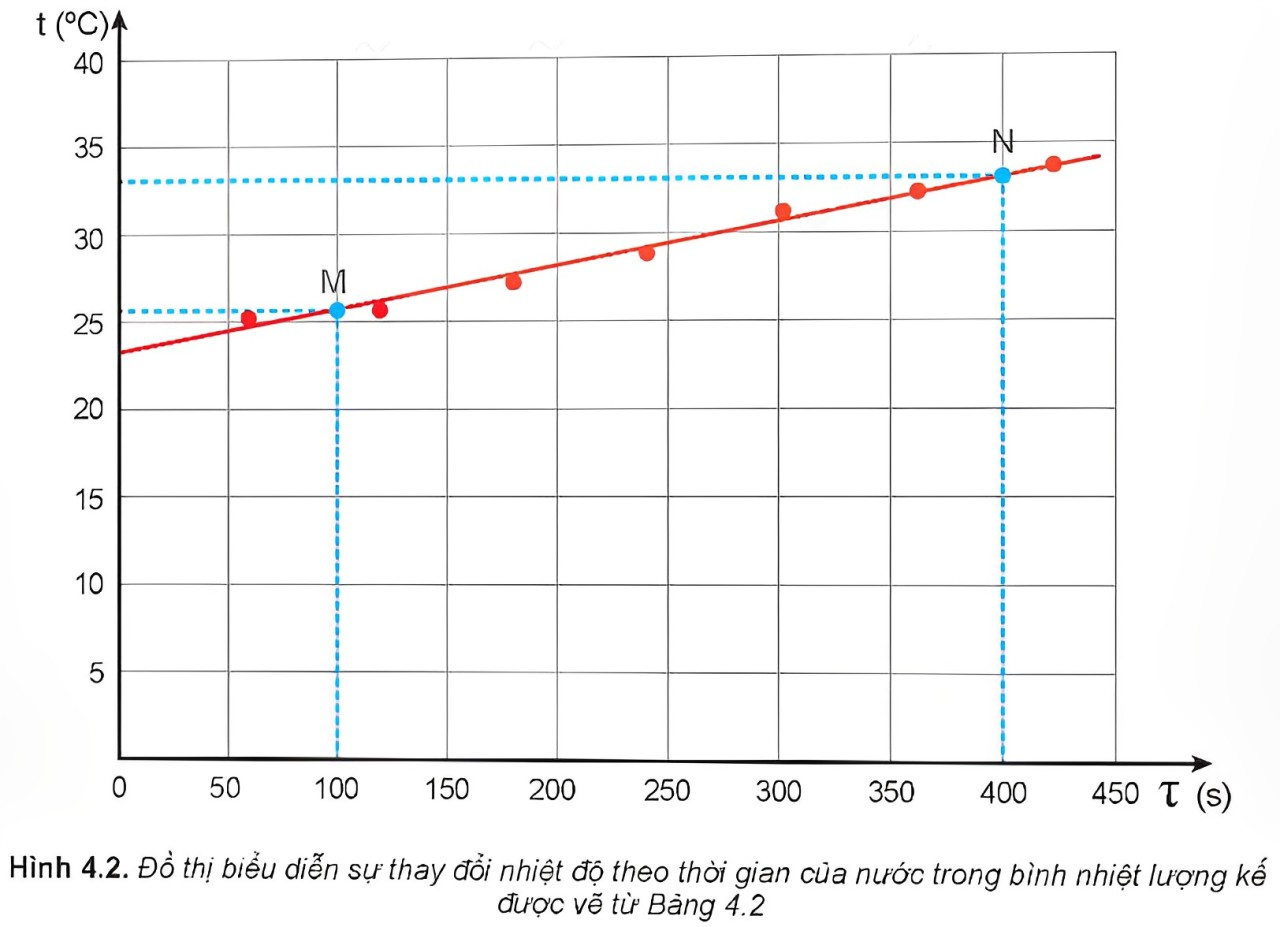 t (ºC)
40
35
30
25
20
15
10
5
M
N
0 50 100 150 200 250 300 350 400 450 τ (s)
Hình 4.2. Đồ thị biểu diễn sự thay đổi nhiệt độ theo thời gian của nước trong bình nhiệt lượng kế
được vẽ từ Bảng 4.2